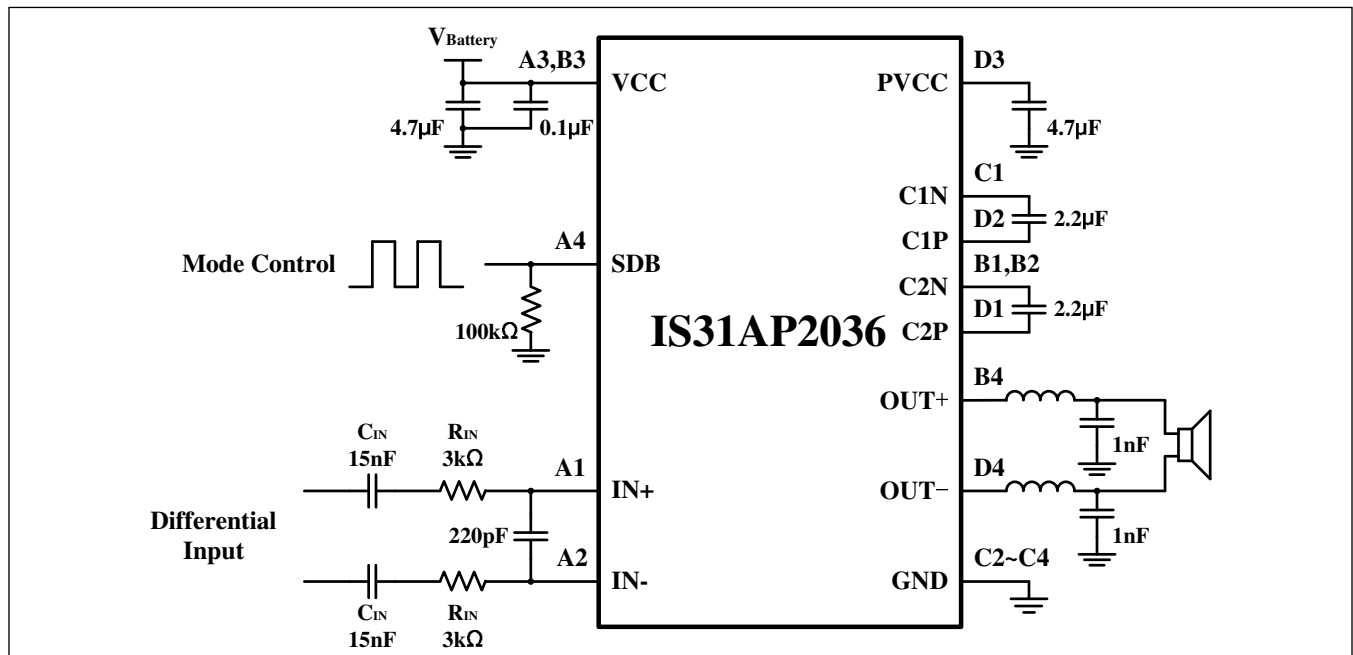 VBattery
A3,B3
VCC
4.7µF
0.1µF
Mode Control
A4
SDB
100kΩ
CIN
15nF
RIN
3kΩ
A1
IN+
Differential
Input
220pF
A2
IN-
CIN
15nF
RIN
3kΩ
IS31AP2036
D3
PVCC
4.7µF
C1
C1N
D2
2.2µF
C1P
B1,B2
C2N
D1
2.2µF
C2P
B4
OUT+
1nF
D4
OUT−
1nF
C2~C4
GND